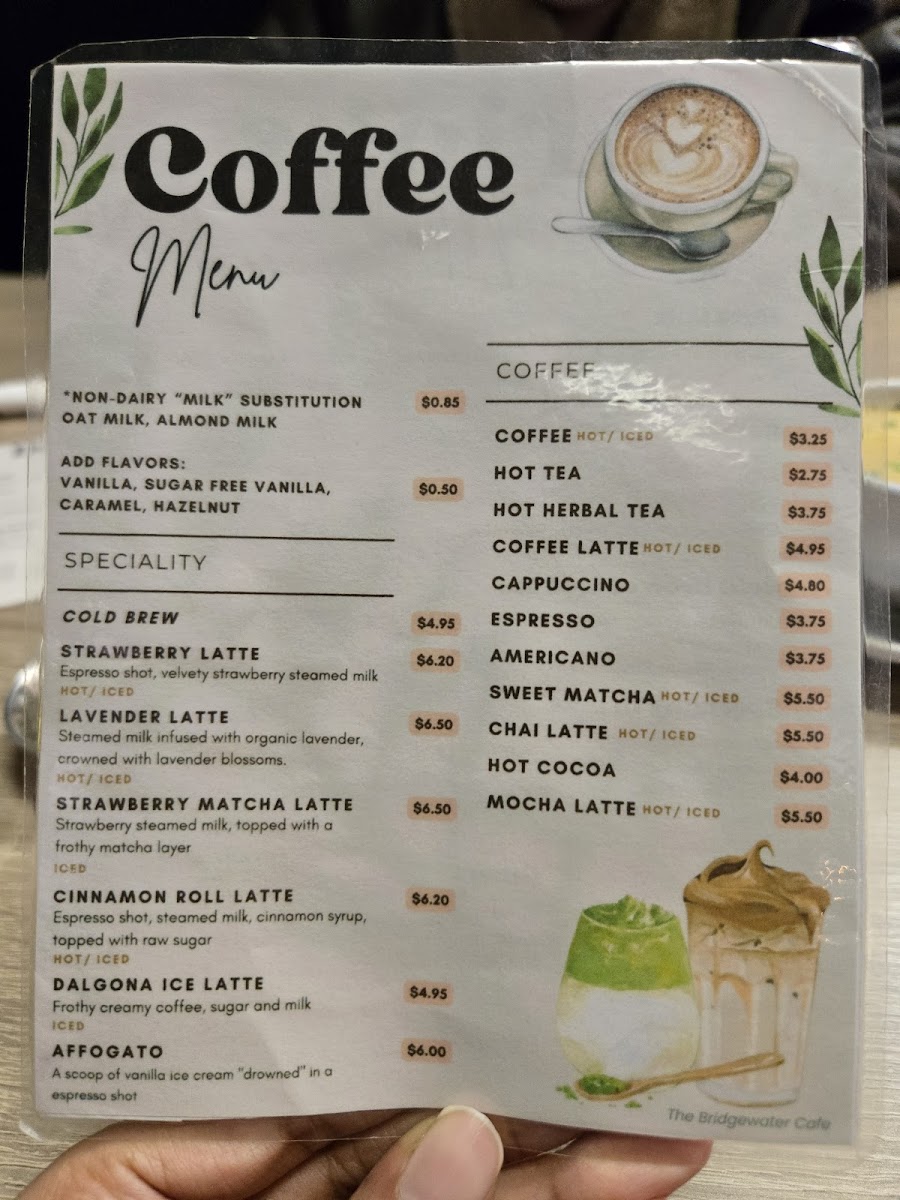 Coffee
Menu
*NON-DAIRY “MILK” SUBSTITUTION $0.85
OAT MILK, ALMOND MILK
ADD FLAVORS:
VANILLA, SUGAR FREE VANILLA, $0.50
CARAMEL, HAZELNUT
SPECIALITY
COLD BREW $4.95
STRAWBERRY LATTE $6.20
Espresso shot, velvety strawberry steamed milk
HOT/ ICED
LAVENDER LATTE $6.50
Steamed milk infused with organic lavender,
crowned with lavender blossoms.
HOT/ ICED
STRAWBERRY MATCHA LATTE $6.50
Strawberry steamed milk, topped with a
frothy matcha layer
ICED
CINNAMON ROLL LATTE $6.20
Espresso shot, steamed milk, cinnamon syrup,
topped with raw sugar
HOT/ ICED
DALGONA ICE LATTE $4.95
Frothy creamy coffee, sugar and milk
ICED
AFFOGATO $6.00
A scoop of vanilla ice cream "drowned" in a
espresso shot
COFFEE
COFFEE HOT/ ICED $3.25
HOT TEA $2.75
HOT HERBAL TEA $3.75
COFFEE LATTE HOT/ ICED $4.95
CAPPUCCINO $4.80
ESPRESSO $3.75
AMERICANO $3.75
SWEET MATCHA HOT/ ICED $5.50
CHAI LATTE HOT/ ICED $5.50
HOT COCOA $4.00
MOCHA LATTE HOT/ ICED $5.50
The Bridgewater Cafe